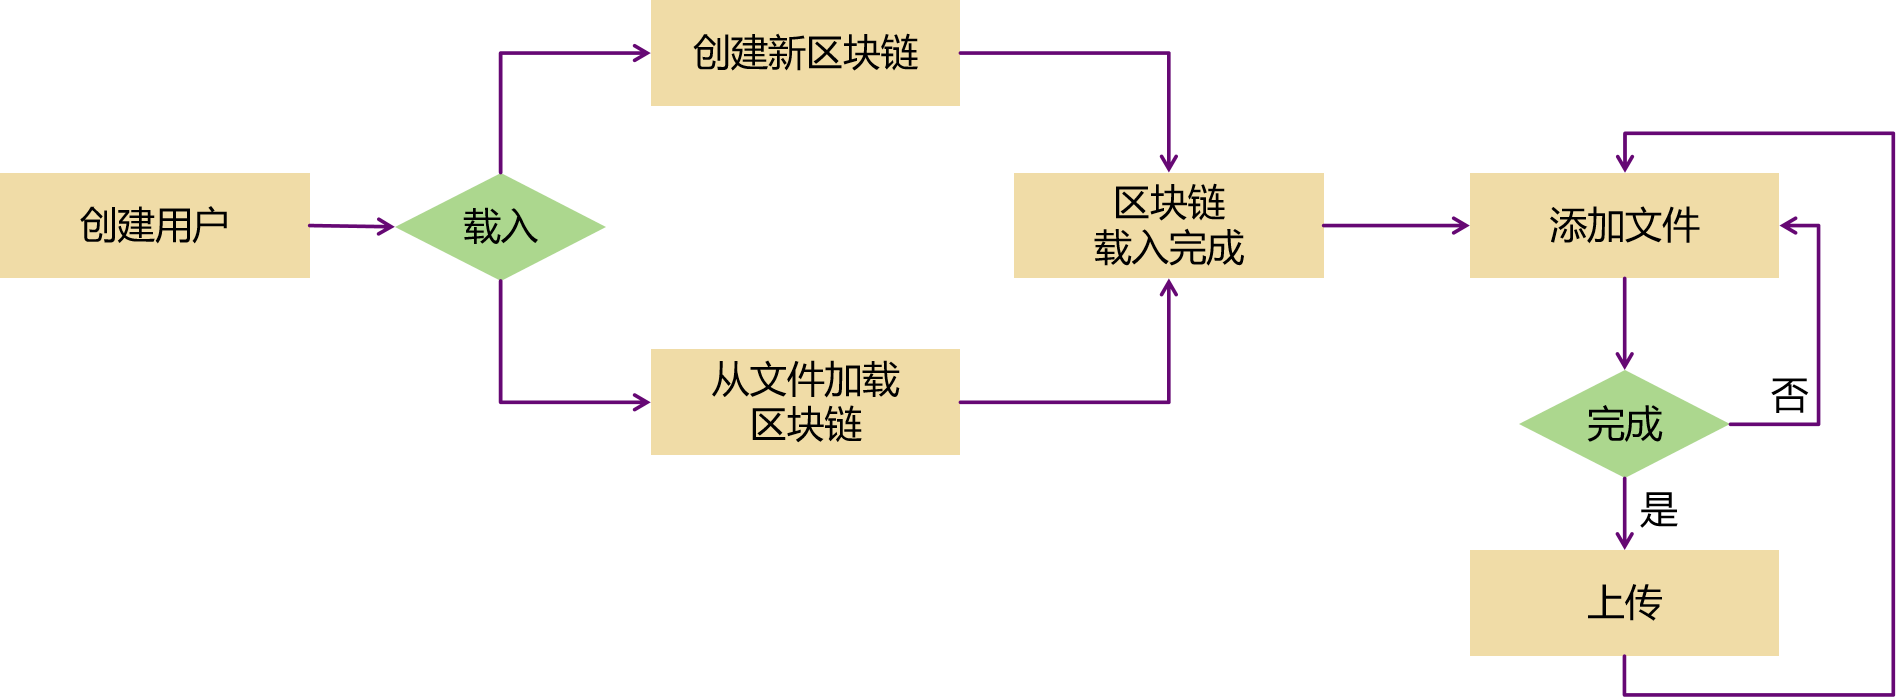 创建用户
载入
创建新区块链
从文件加载
区块链
区块链
载入完成
添加文件
完成
否
是
上传